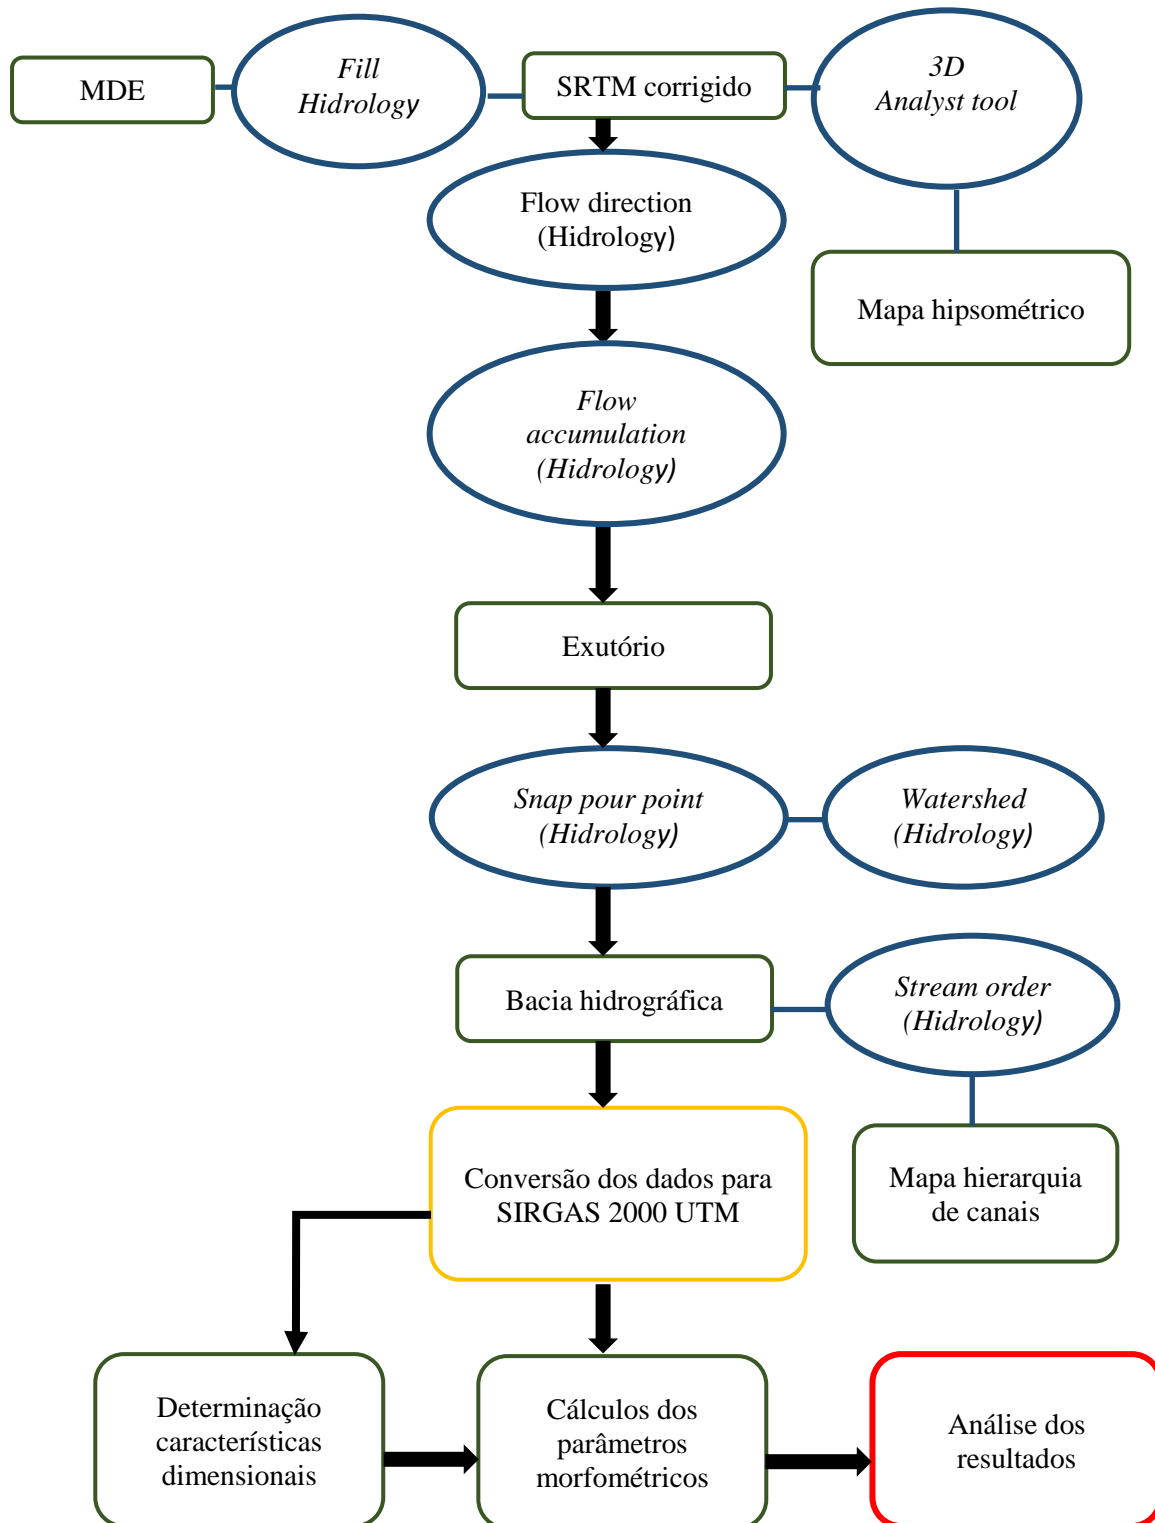 MDE
Fill
Hidrology
SRTM corrigido
3D
Analyst tool
Flow direction
(Hidrology)
Mapa hipsométrico
Flow
accumulation
(Hidrology)
Exutório
Snap pour point
(Hidrology)
Watershed
(Hidrology)
Bacia hidrográfica
Stream order
(Hidrology)
Conversão dos dados para
SIRGAS 2000 UTM
Mapa hierarquia
de canais
Determinação
características
dimensionais
Cálculos dos
parâmetros
morfométricos
Análise dos
resultados